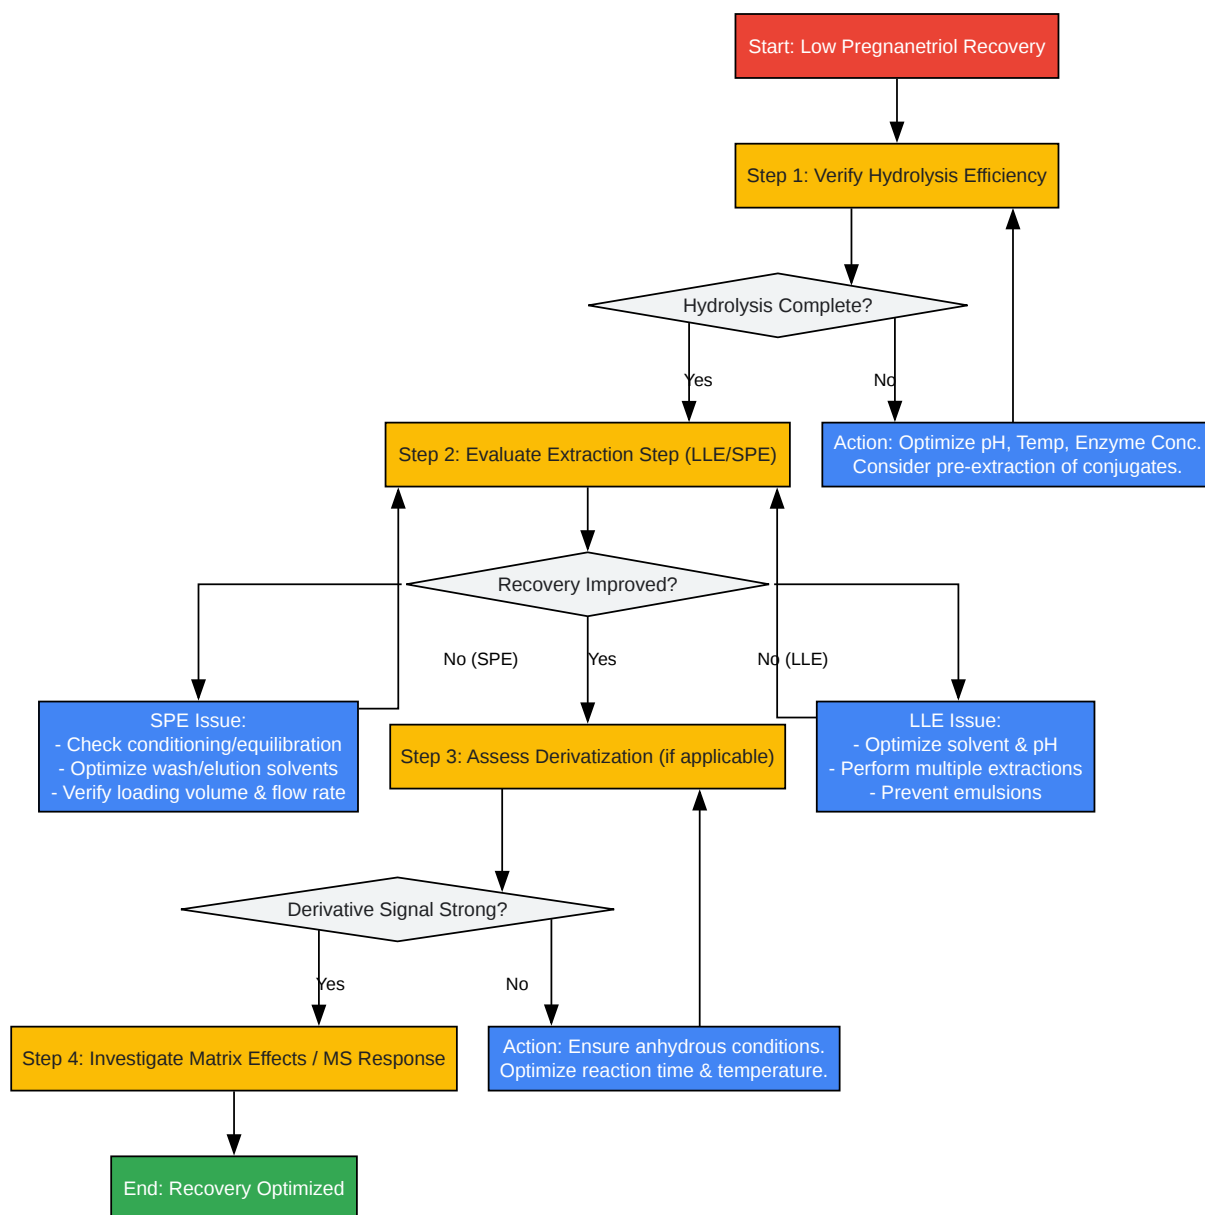 Start: Low Pregnanetriol Recovery
Step 1: Verify Hydrolysis Efficiency
Hydrolysis Complete?
Yes
No
Step 2: Evaluate Extraction Step (LLE/SPE)
Action: Optimize pH, Temp, Enzyme Conc.
Consider pre-extraction of conjugates.
Recovery Improved?
No (SPE)
Yes
No (LLE)
SPE Issue:
- Check conditioning/equilibration
- Optimize wash/elution solvents
- Verify loading volume & flow rate
Step 3: Assess Derivatization (if applicable)
LLE Issue:
- Optimize solvent & pH
- Perform multiple extractions
- Prevent emulsions
Derivative Signal Strong?
Yes
No
Step 4: Investigate Matrix Effects / MS Response
Action: Ensure anhydrous conditions.
Optimize reaction time & temperature.
End: Recovery Optimized